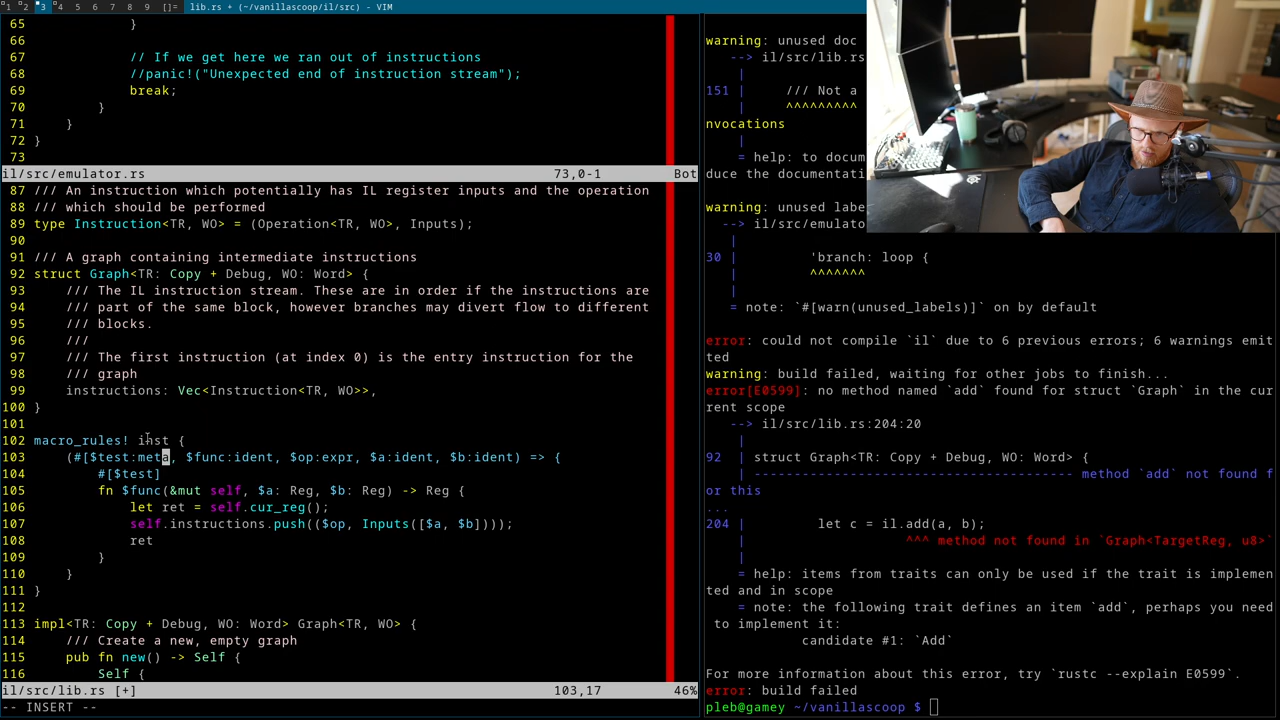 1 2 3 4 5 6 7 8 9 []= lib.rs + (~/vanillascoop/il/src) - VIM
65             }
66
67             // If we get here we ran out of instructions
68             //panic!("Unexpected end of instruction stream");
69             break;
70         }
71     }
72 }
73
il/src/emulator.rs 73,0-1 Bot
87 /// An instruction which potentially has IL register inputs and the operation
88 /// which should be performed
89 type Instruction<TR, WO> = (Operation<TR, WO>, Inputs);
90
91 /// A graph containing intermediate instructions
92 struct Graph<TR: Copy + Debug, WO: Word> {
93     /// The IL instruction stream. These are in order if the instructions are
94     /// part of the same block, however branches may divert flow to different
95     /// blocks.
96     ///
97     /// The first instruction (at index 0) is the entry instruction for the
98     /// graph
99     instructions: Vec<Instruction<TR, WO>>,
100 }
101
102 macro_rules! inst {
103     (#[$test:meta, $func:ident, $op:expr, $a:ident, $b:ident) => {
104         #[$test]
105         fn $func(&mut self, $a: Reg, $b: Reg) -> Reg {
106             let ret = self.cur_reg();
107             self.instructions.push(($op, Inputs([$a, $b])));
108             ret
109         }
110     }
111 }
112
113 impl<TR: Copy + Debug, WO: Word> Graph<TR, WO> {
114     /// Create a new, empty graph
115     pub fn new() -> Self {
116         Self {
il/src/lib.rs [+] 103,17 46%
-- INSERT --
warning: unused doc
   --> il/src/lib.rs
    |
151 |     /// Not a
    |     ^^^^^^^^^
nvocations
    |
    = help: to docum
duce the documentati
warning: unused labe
  --> il/src/emulato
   |
30 |         'branch: loop {
   |         ^^^^^^^
   |
   = note: `#[warn(unused_labels)]` on by default
error: could not compile `il` due to 6 previous errors; 6 warnings emit
ted
warning: build failed, waiting for other jobs to finish...
error[E0599]: no method named `add` found for struct `Graph` in the cur
rent scope
   --> il/src/lib.rs:204:20
    |
92  | struct Graph<TR: Copy + Debug, WO: Word> {
    | ---------------------------------------- method `add` not found f
or this
...
204 |         let c = il.add(a, b);
    |                    ^^^ method not found in `Graph<TargetReg, u8>`
    |
    = help: items from traits can only be used if the trait is implemen
ted and in scope
    = note: the following trait defines an item `add`, perhaps you need
 to implement it:
            candidate #1: `Add`
For more information about this error, try `rustc --explain E0599`.
error: build failed
pleb@gamey ~/vanillascoop $